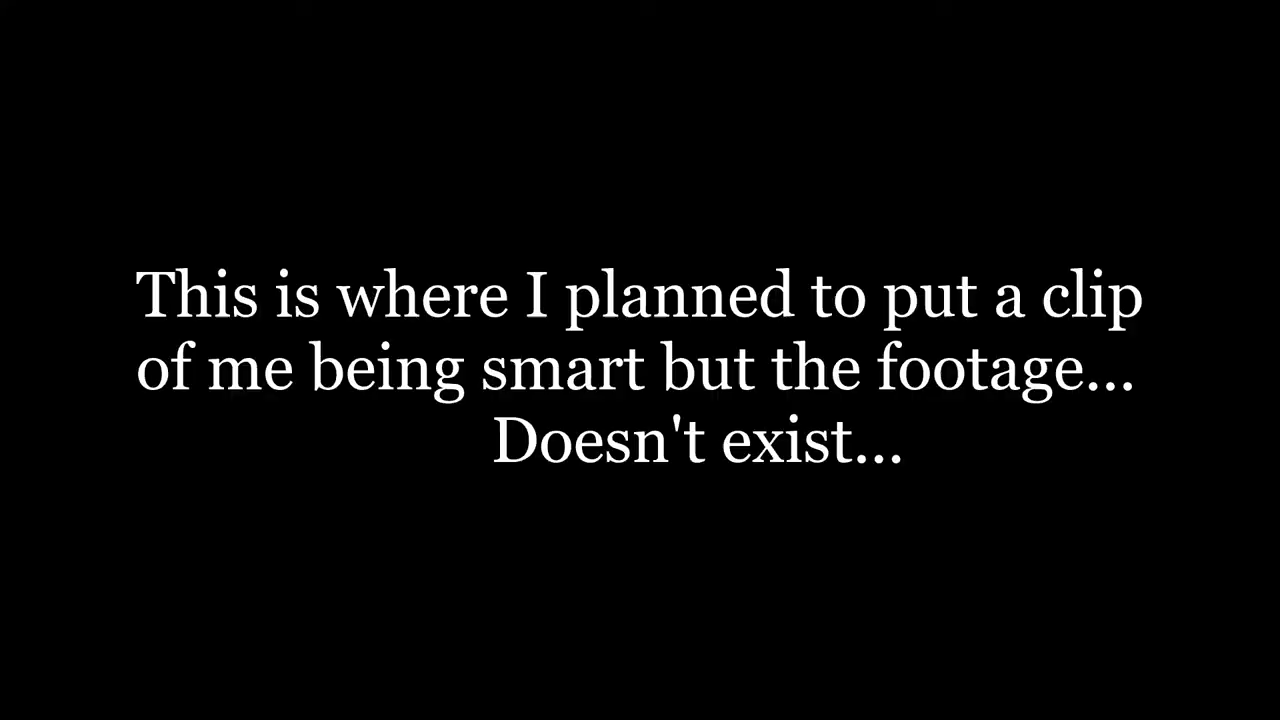 This is where I planned to put a clip
of me being smart but the footage...
Doesn't exist...